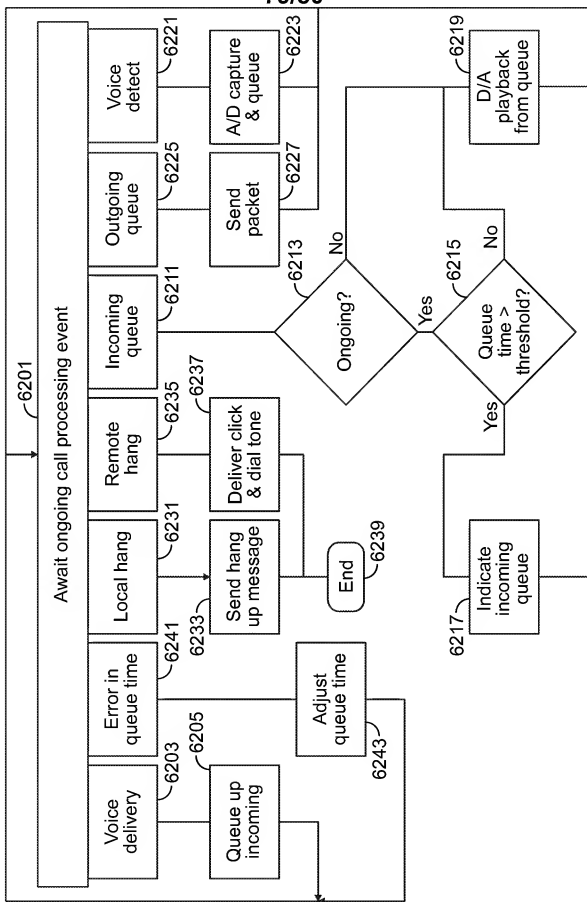 6201
Await ongoing call processing event
Voice
delivery
6203
Error in
queue time
6241
Local hang
6231
Remote
hang
6235
Incoming
queue
6211
Outgoing
queue
6225
Voice
detect
6221
Queue up
incoming
6205
Send hang
up message
6233
Deliver click
& dial tone
6237
Send
packet
6227
A/D capture
& queue
6223
Adjust
queue time
6243
End
6239
Ongoing?
6213
No
Yes
Queue
time >
threshold?
6215
Yes
No
Indicate
incoming
queue
6217
D/A
playback
from queue
6219